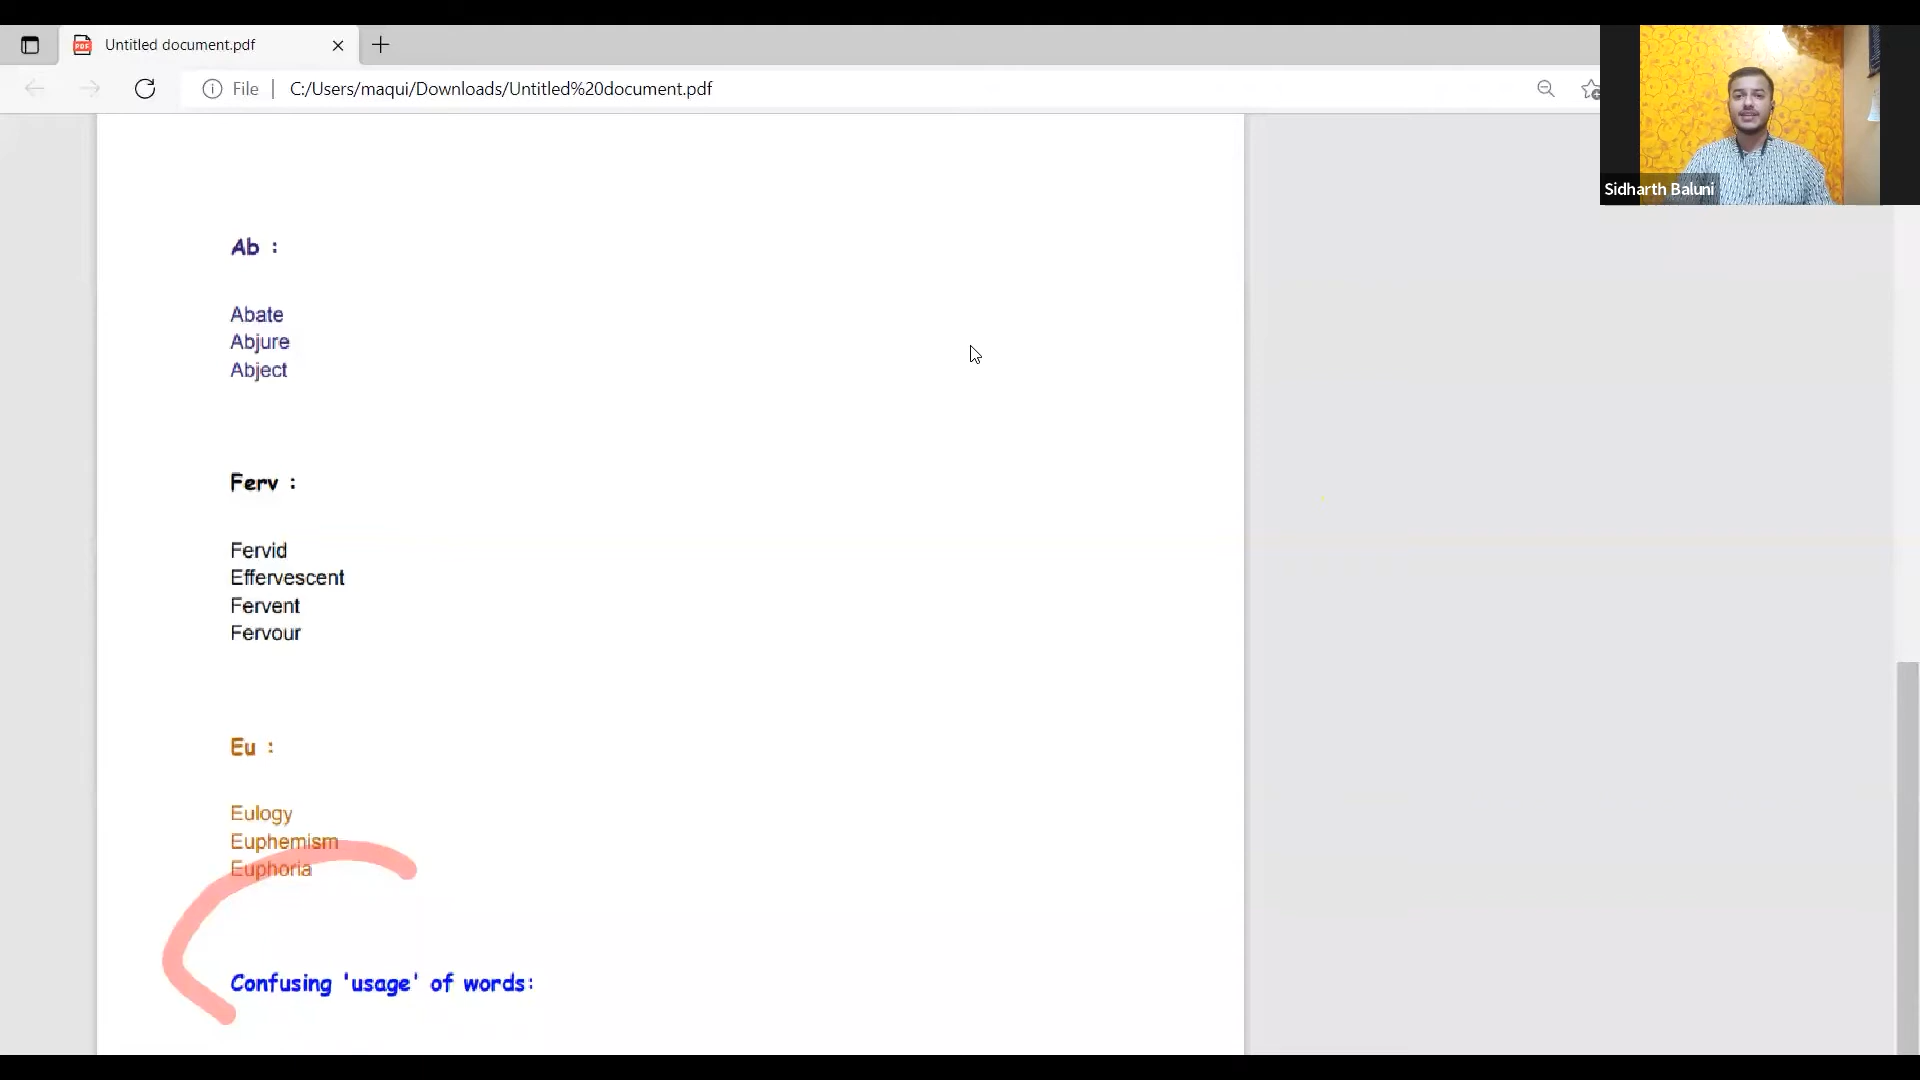 Untitled document.pdf
File
C:/Users/maqui/Downloads/Untitled%20document.pdf
Sidharth Baluni
Ab :
Abate
Abjure
Abject
Ferv :
Fervid
Effervescent
Fervent
Fervour
Eu :
Eulogy
Euphemism
Euphoria
Confusing 'usage' of words: